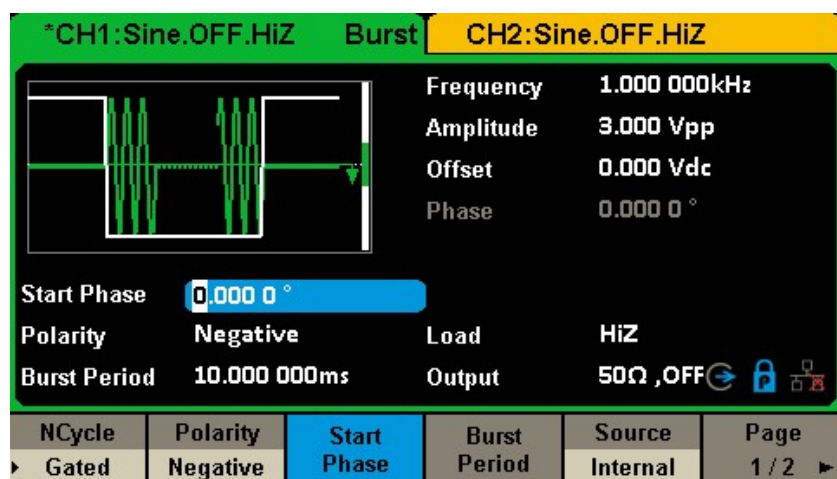 *CH1:Sine.OFF.HiZ Burst CH2:Sine.OFF.HiZ
Frequency 1.000 000kHz
Amplitude 3.000 Vpp
Offset 0.000 Vdc
Phase 0.000 0 °
Start Phase 0.000 0 °
Polarity Negative Load HiZ
Burst Period 10.000 000ms Output 50Ω ,OFF P
NCycle Polarity Start Phase Burst Period Source Page
Gated Negative Internal 1/2